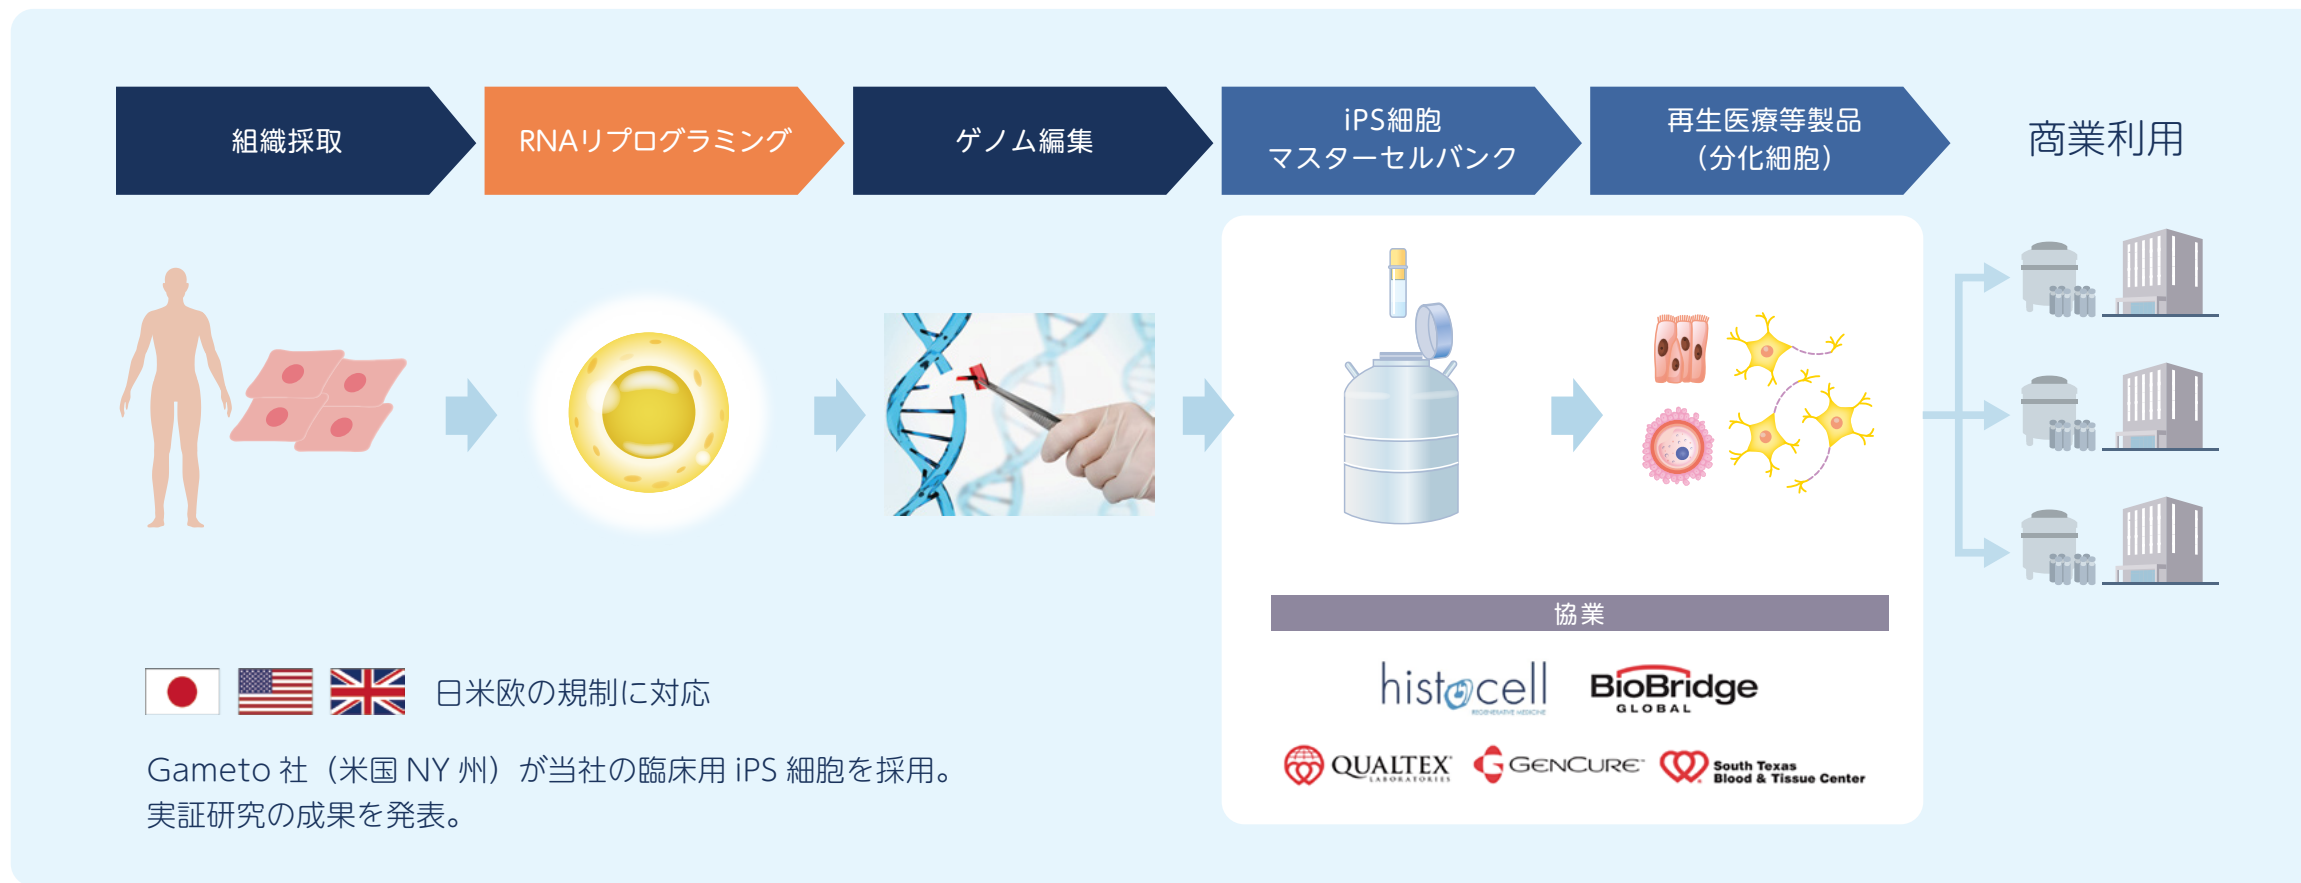 組織採取
RNAリプログラミング
ゲノム編集
iPS細胞
マスターセルバンク
再生医療等製品
（分化細胞）
商業利用
協業
histocell
REGENERATIVE MEDICINE
BioBridge
GLOBAL
QUALTEX
LABORATORIES
GENCURE
South Texas
Blood & Tissue Center
日米欧の規制に対応
Gameto 社（米国 NY 州）が当社の臨床用 iPS 細胞を採用。
実証研究の成果を発表。